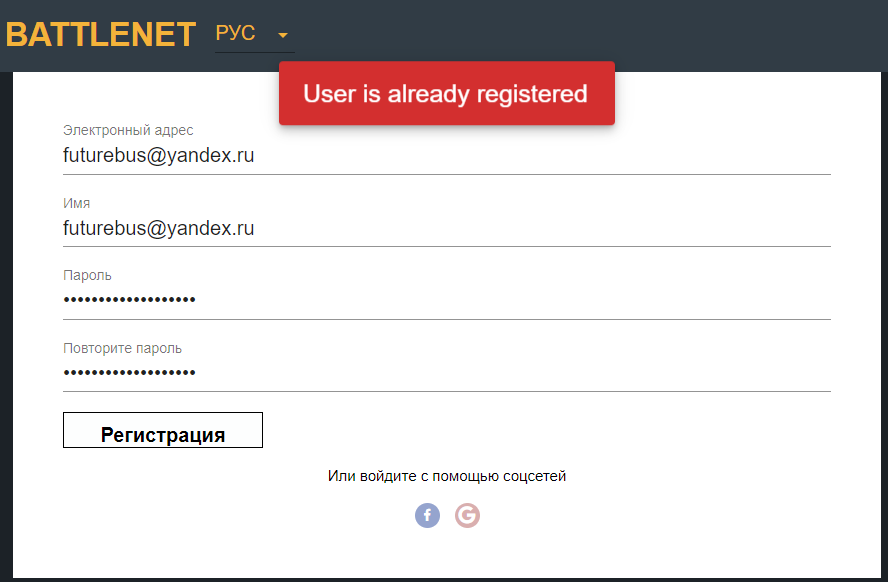 BATTLENET РУС
User is already registered
Электронный адрес
futurebus@yandex.ru
Имя
futurebus@yandex.ru
Пароль
•••••••••••••••••••
Повторите пароль
•••••••••••••••••••
Регистрация
Или войдите с помощью соцсетей
f G